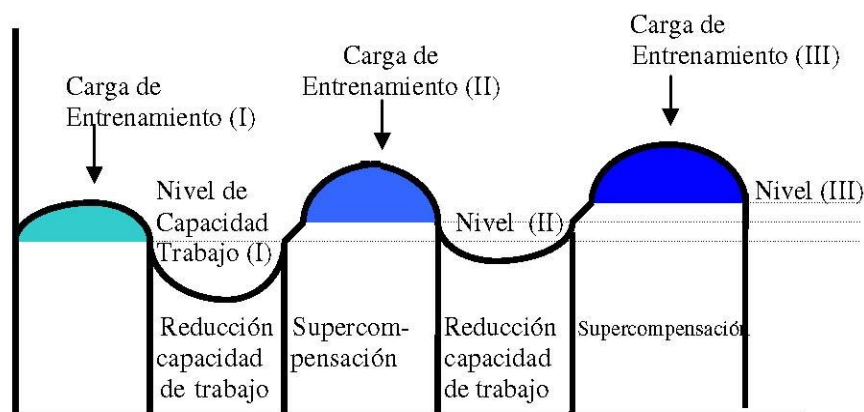 Carga de
Entrenamiento (I)
Carga de
Entrenamiento (II)
Carga de
Entrenamiento (III)
Nivel de
Capacidad
Trabajo (I)
Nivel (II)
Nivel (III)
Reducción
capacidad
de trabajo
Supercom-
pensación
Reducción
capacidad
de trabajo
Supercompensación